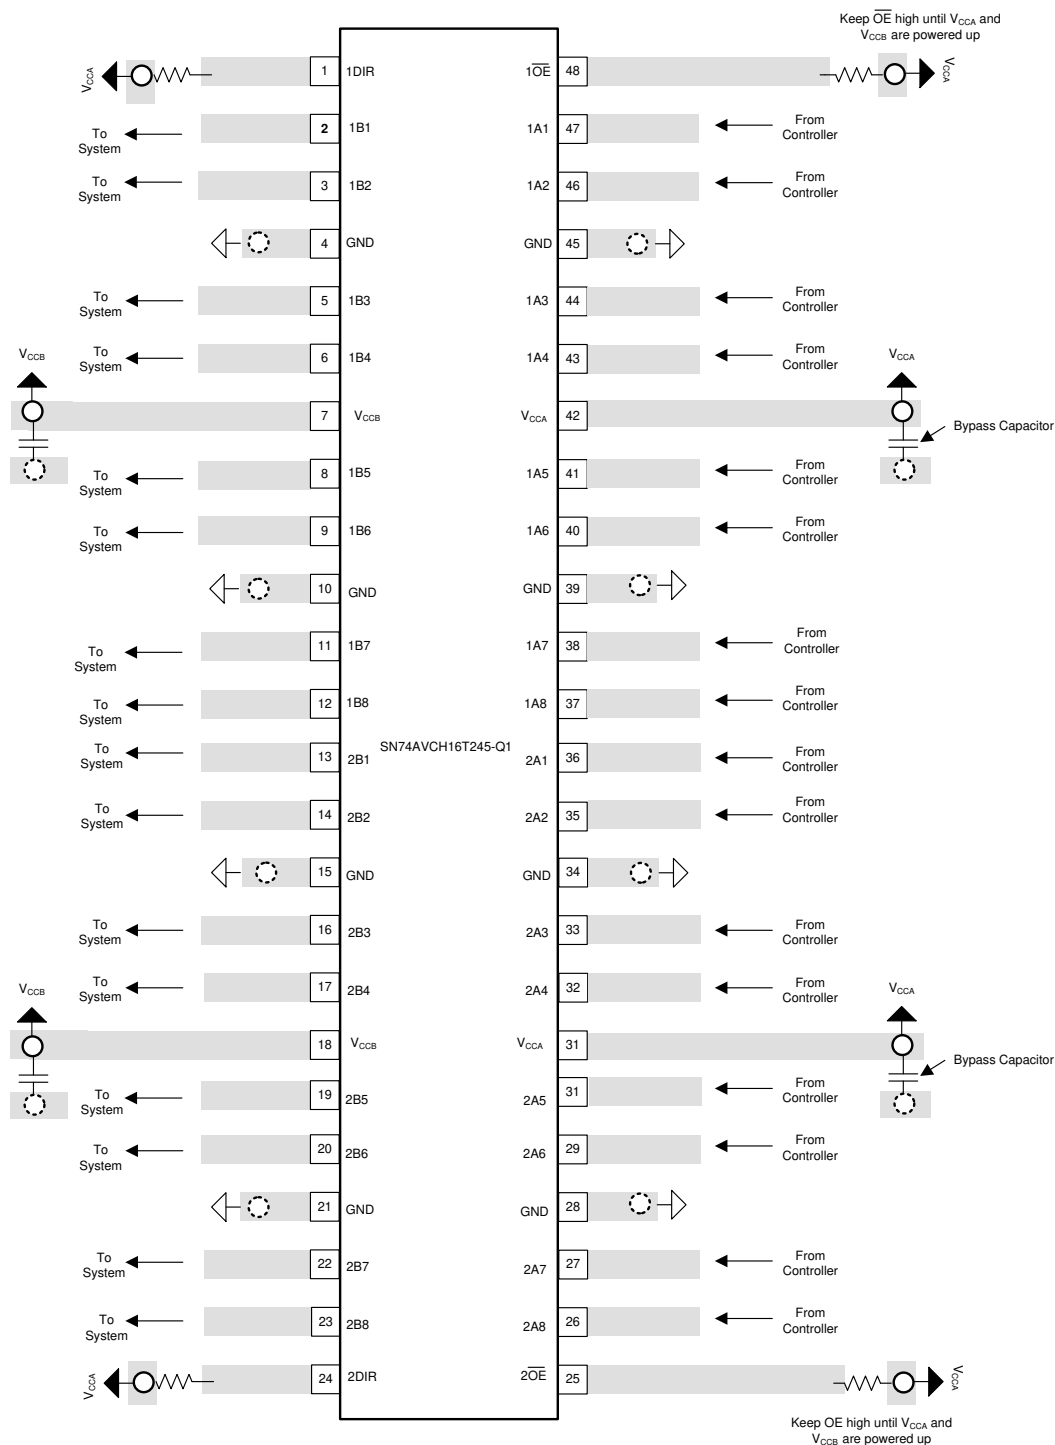 Keep O̅E̅ high until VCCA and
VCCB are powered up
VCCA
1
1DIR
1O̅E̅
48
VCCA
To
System
2
1B1
1A1
47
From
Controller
To
System
3
1B2
1A2
46
From
Controller
4
GND
GND
45
To
System
5
1B3
1A3
44
From
Controller
VCCB
To
System
6
1B4
1A4
43
From
Controller
VCCA
7
VCCB
VCCA
42
Bypass Capacitor
To
System
8
1B5
1A5
41
From
Controller
To
System
9
1B6
1A6
40
From
Controller
10
GND
GND
39
To
System
11
1B7
1A7
38
From
Controller
To
System
12
1B8
1A8
37
From
Controller
SN74AVCH16T245-Q1
To
System
13
2B1
2A1
36
From
Controller
To
System
14
2B2
2A2
35
From
Controller
15
GND
GND
34
To
System
16
2B3
2A3
33
From
Controller
VCCB
To
System
17
2B4
2A4
32
From
Controller
VCCA
18
VCCB
VCCA
31
Bypass Capacitor
To
System
19
2B5
2A5
31
From
Controller
To
System
20
2B6
2A6
29
From
Controller
21
GND
GND
28
To
System
22
2B7
2A7
27
From
Controller
To
System
23
2B8
2A8
26
From
Controller
VCCA
24
2DIR
2O̅E̅
25
VCCA
Keep OE high until VCCA and
VCCB are powered up